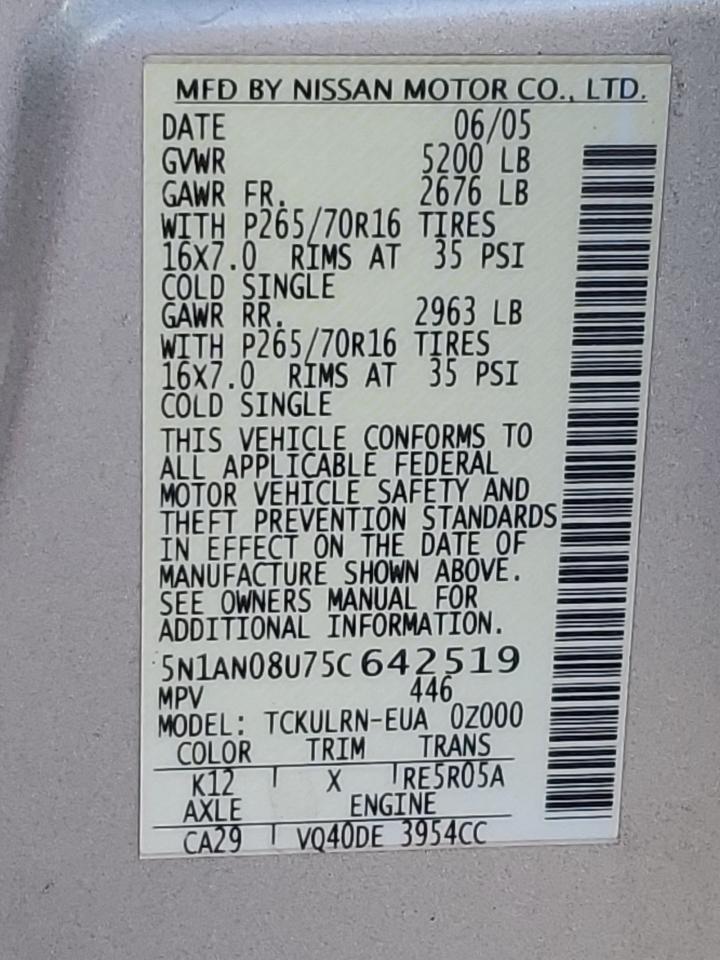 MFD BY NISSAN MOTOR CO., LTD.
DATE 06/05
GVWR 5200 LB
GAWR FR. 2676 LB
WITH P265/70R16 TIRES
16X7.0 RIMS AT 35 PSI
COLD SINGLE
GAWR RR. 2963 LB
WITH P265/70R16 TIRES
16X7.0 RIMS AT 35 PSI
COLD SINGLE
THIS VEHICLE CONFORMS TO
ALL APPLICABLE FEDERAL
MOTOR VEHICLE SAFETY AND
THEFT PREVENTION STANDARDS
IN EFFECT ON THE DATE OF
MANUFACTURE SHOWN ABOVE.
SEE OWNERS MANUAL FOR
ADDITIONAL INFORMATION.
5N1AN08U75C642519
MPV 446
MODEL: TCKULRN-EUA 0Z000
COLOR TRIM TRANS
K12 X RE5R05A
AXLE ENGINE
CA29 VQ40DE 3954CC